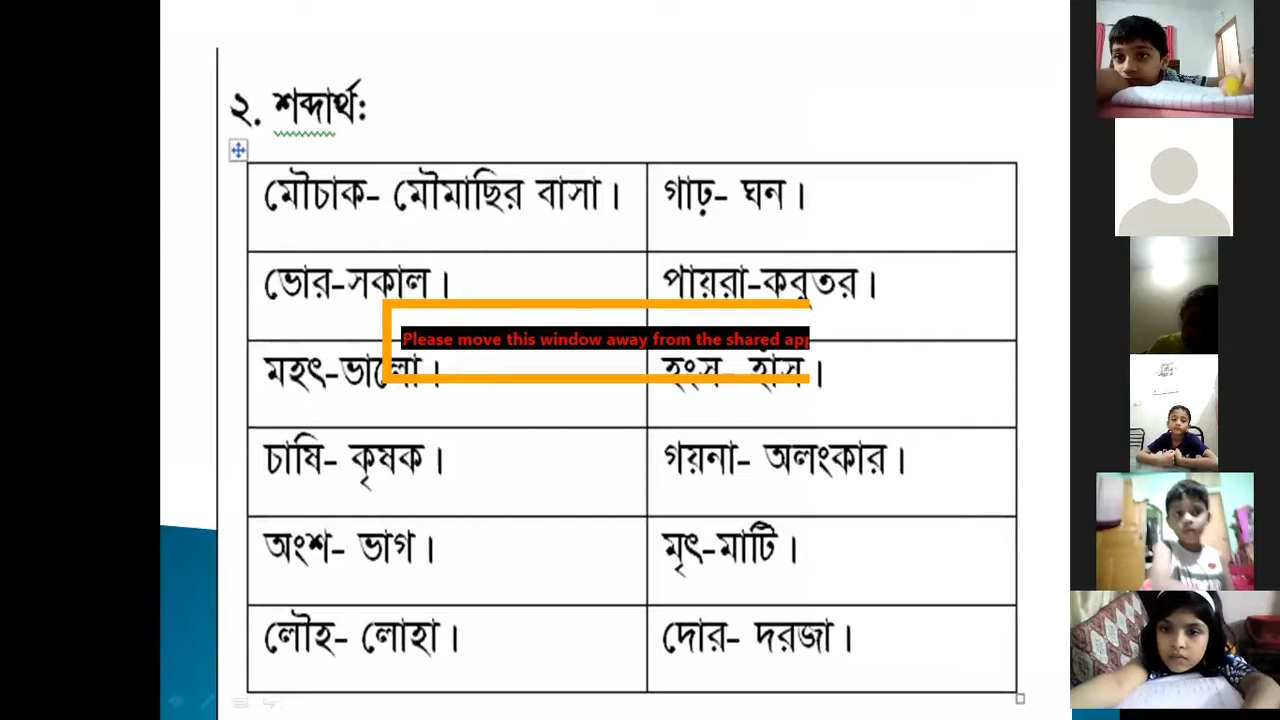 ২. শব্দার্থ:
মৌচাক- মৌমাছির বাসা। গাঢ়- ঘন।
ভোর-সকাল। পায়রা-কবুতর।
Please move this window away from the shared app
মহৎ-ভালো। হংস- হাঁস।
চাষি- কৃষক। গয়না- অলংকার।
অংশ- ভাগ। মৃৎ-মাটি।
লৌহ- লোহা। দোর- দরজা।